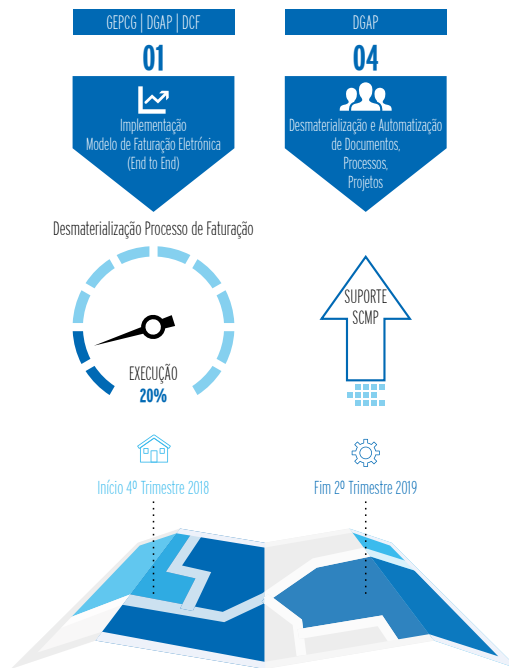 GEPCG | DGAP | DCF
01
Implementação
Modelo de Faturação Eletrónica
(End to End)
DGAP
04
Desmaterialização e Automatização
de Documentos,
Processos,
Projetos
Desmaterialização Processo de Faturação
EXECUÇÃO
20%
SUPORTE
SCMP
Início 4º Trimestre 2018
Fim 2º Trimestre 2019